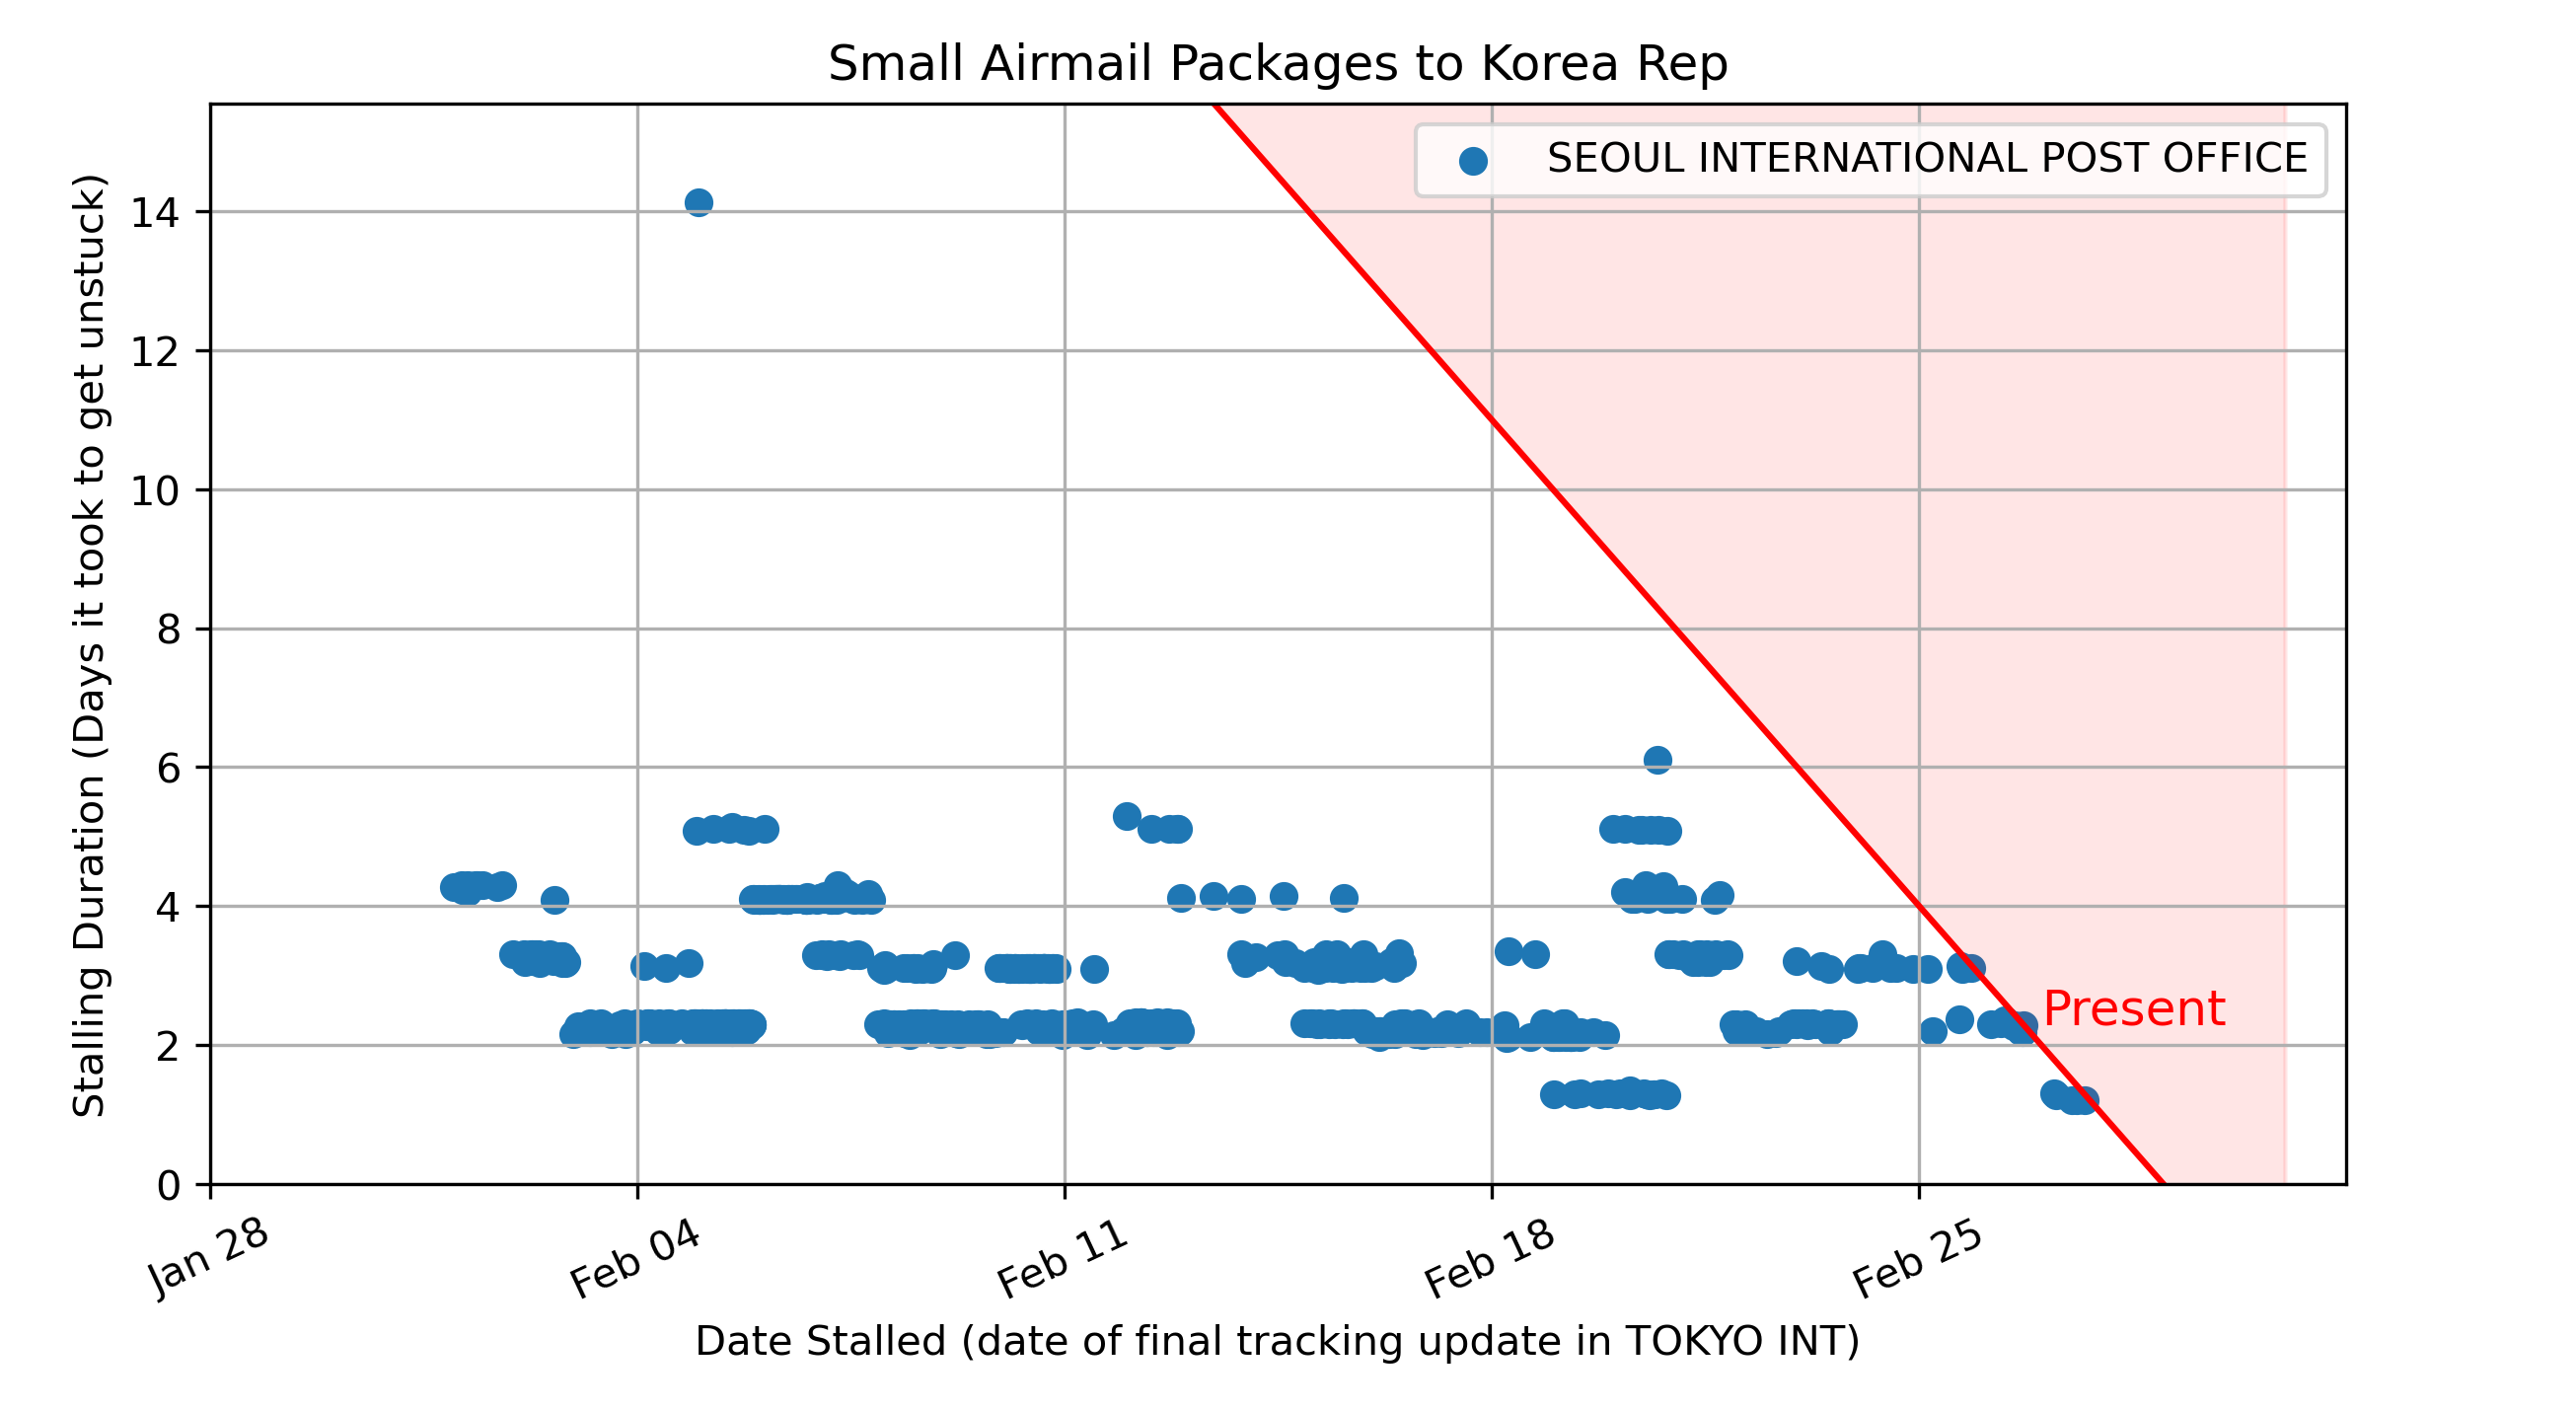 Small Airmail Packages to Korea Rep
SEOUL INTERNATIONAL POST OFFICE
Stalling Duration (Days it took to get unstuck)
14
12
10
8
6
4
2
0
Present
Jan 28
Feb 04
Feb 11
Feb 18
Feb 25
Date Stalled (date of final tracking update in TOKYO INT)